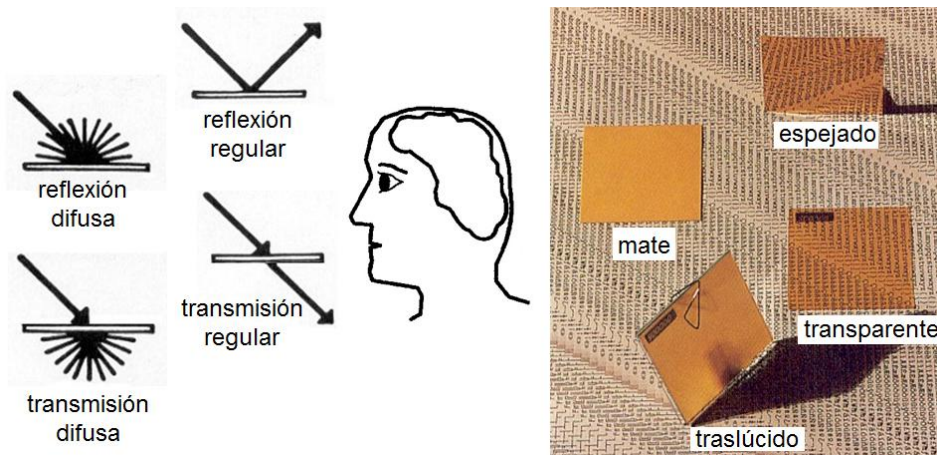 reflexión
regular
reflexión
difusa
transmisión
regular
transmisión
difusa
espejado
mate
transparente
traslúcido